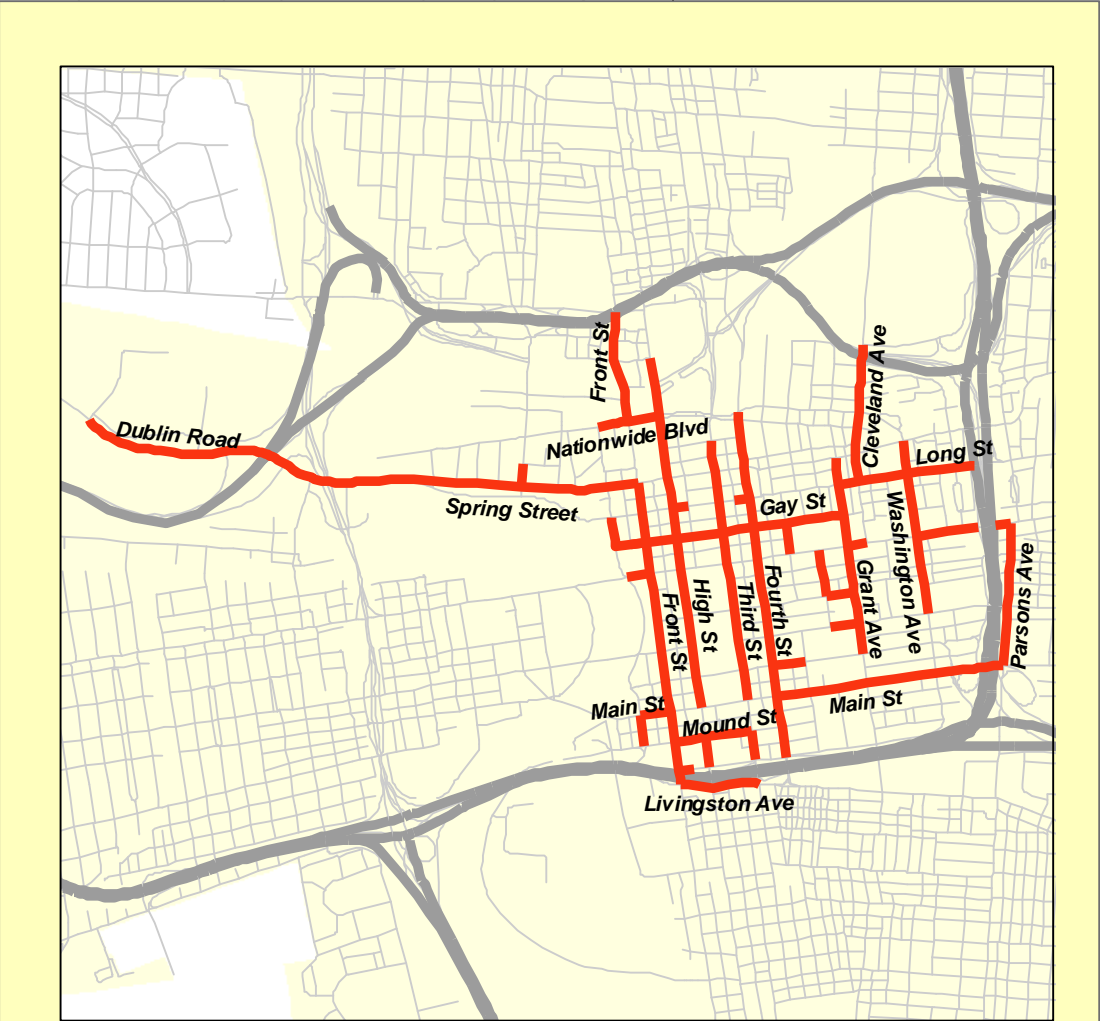 Front St
Cleveland Ave
Dublin Road
Nationwide Blvd
Long St
Spring Street
Gay St
Washington Ave
Parsons Ave
Grant Ave
Fourth St
Third St
High St
Front St
Main St
Main St
Mound St
Livingston Ave